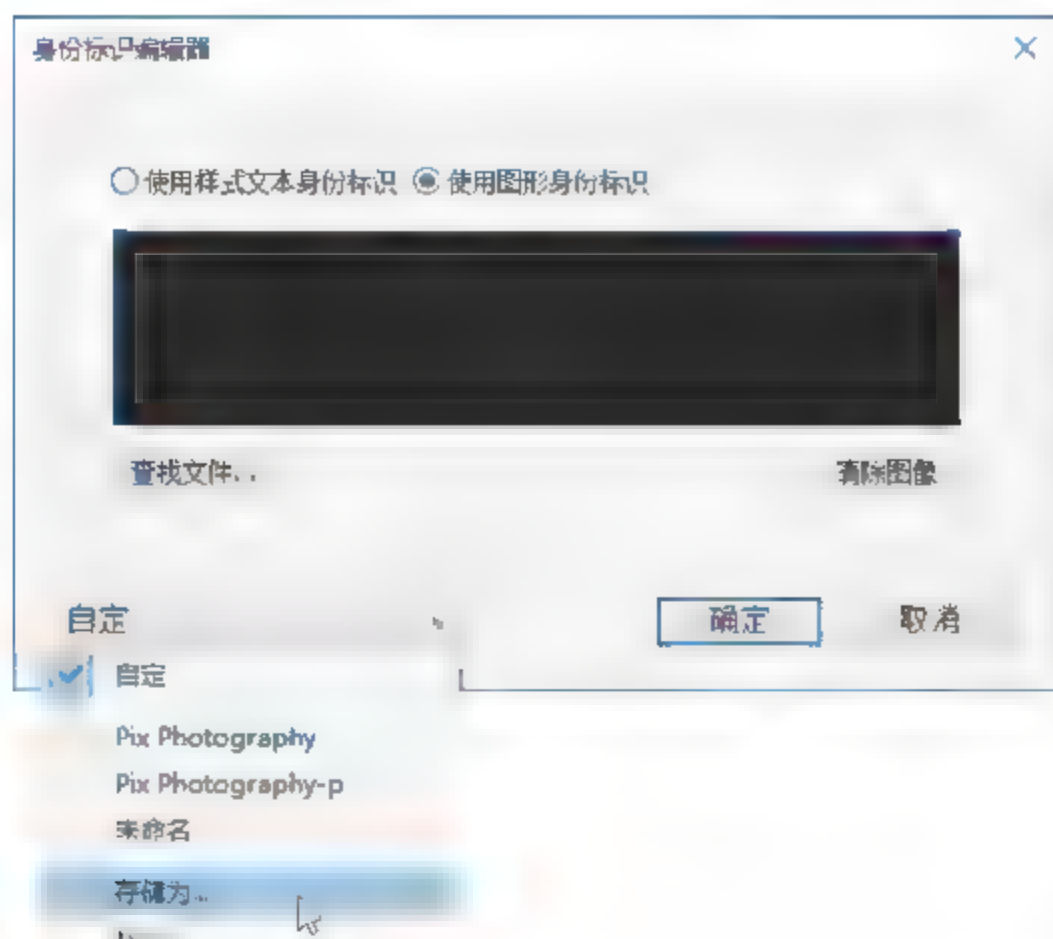 身份标识编辑器
使用样式文本身份标识 使用图形身份标识
查找文件.. 清除图像
自定 确定 取消
自定
Pix Photography
Pix Photography-p
未命名
存储为..